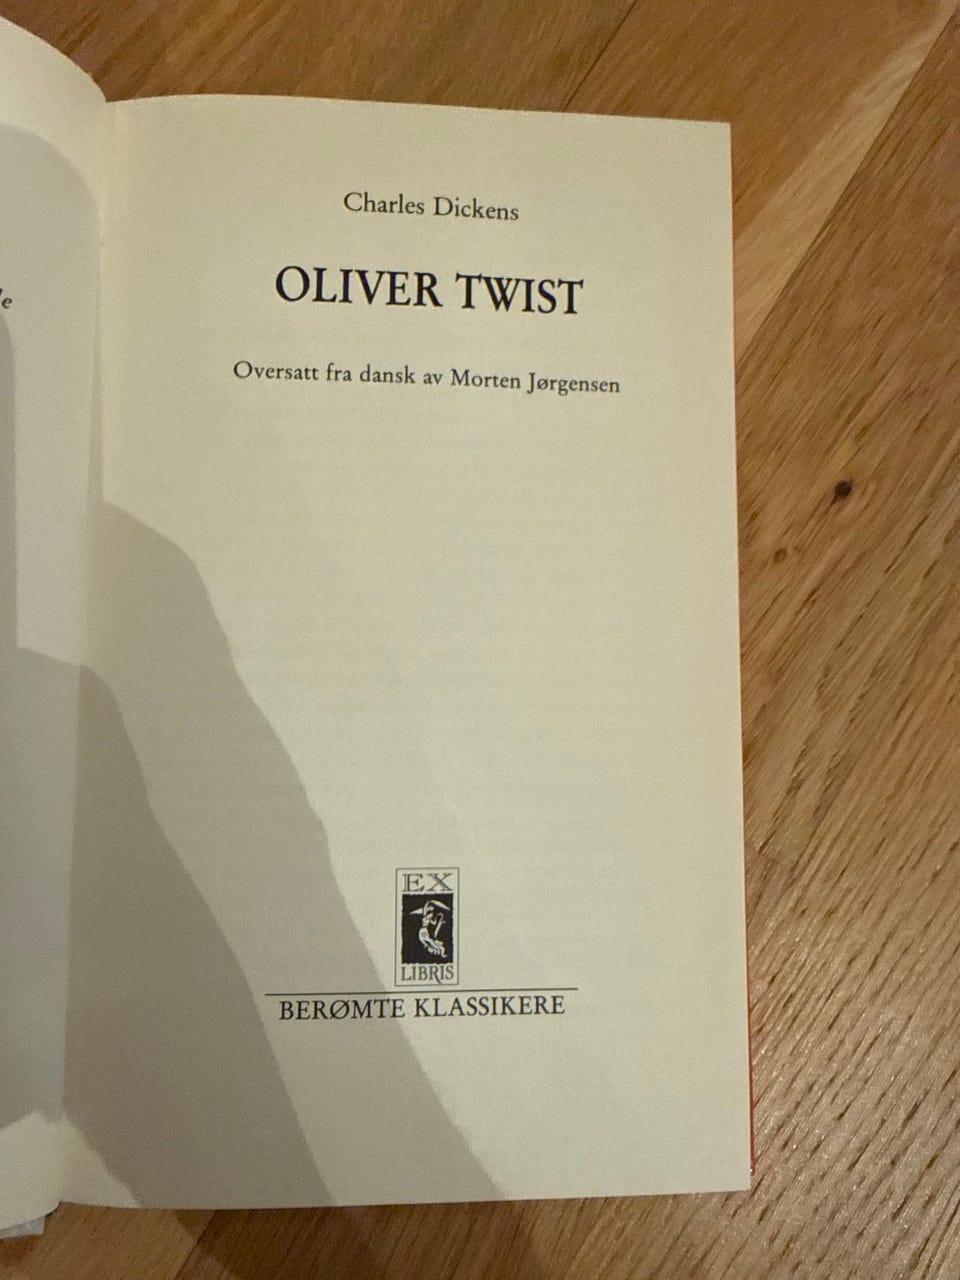 Charles Dickens
OLIVER TWIST
Oversatt fra dansk av Morten Jørgensen
EX
LIBRIS
BERØMTE KLASSIKERE